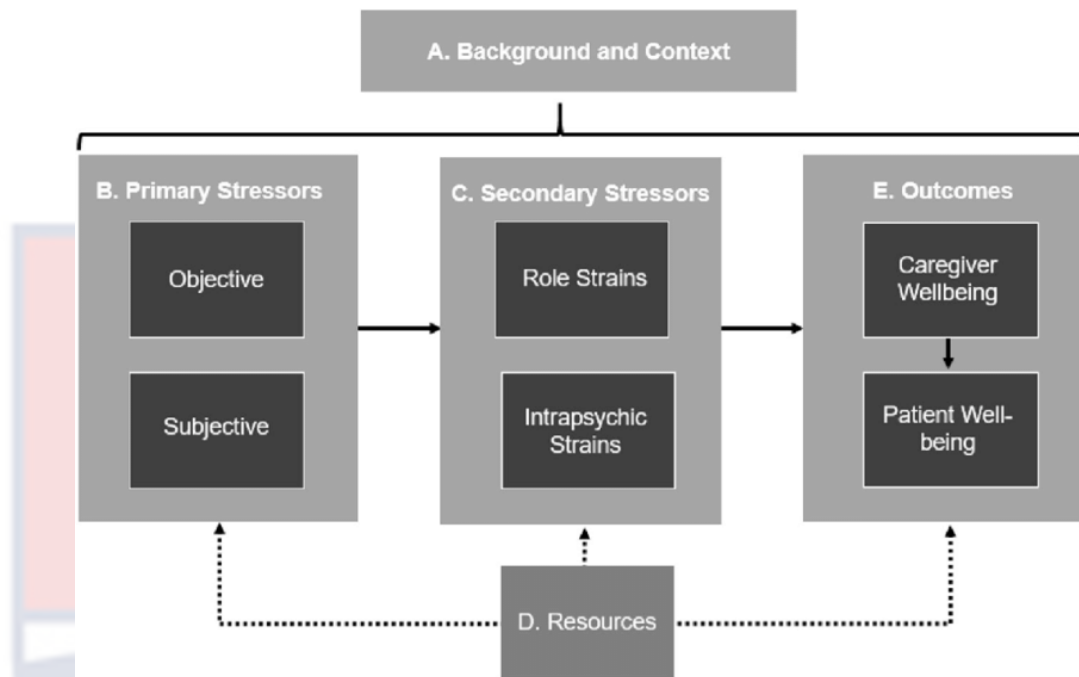 A. Background and Context
B. Primary Stressors
Objective
Subjective
C. Secondary Stressors
Role Strains
Intrapsychic
Strains
E. Outcomes
Caregiver
Wellbeing
Patient Well-
being
D. Resources